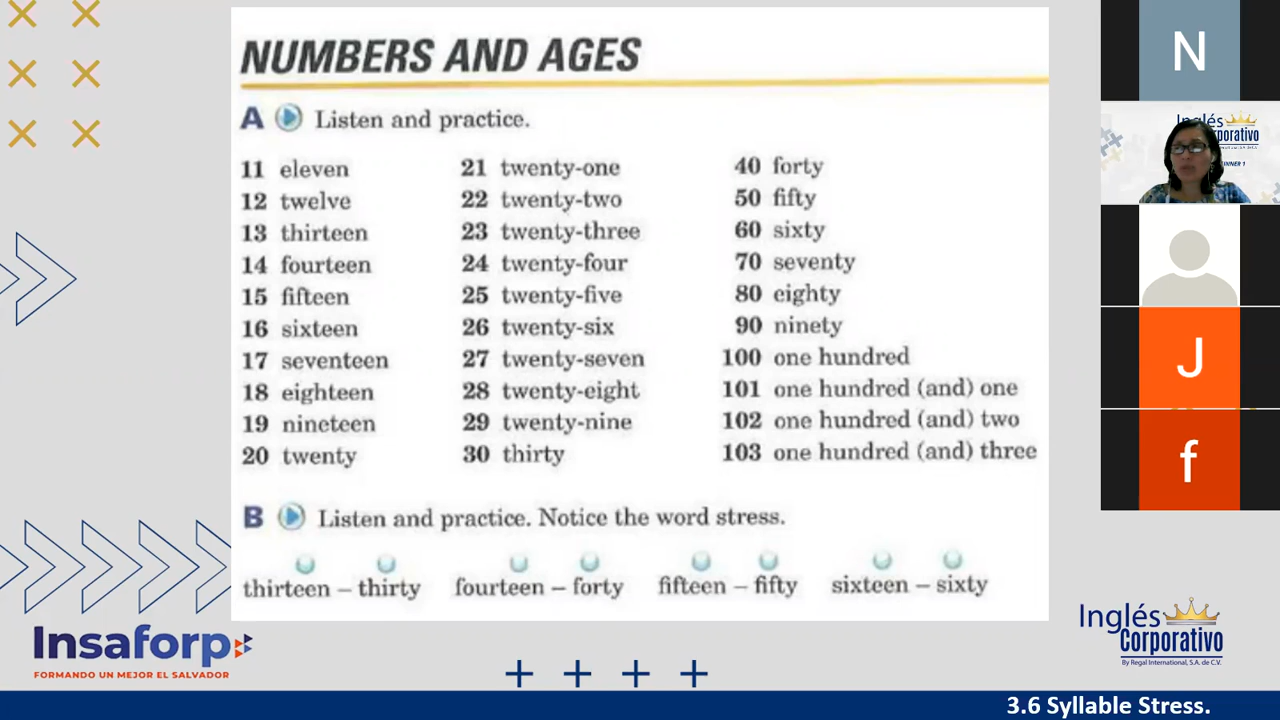 NUMBERS AND AGES
A Listen and practice.
11 eleven
12 twelve
13 thirteen
14 fourteen
15 fifteen
16 sixteen
17 seventeen
18 eighteen
19 nineteen
20 twenty
21 twenty-one
22 twenty-two
23 twenty-three
24 twenty-four
25 twenty-five
26 twenty-six
27 twenty-seven
28 twenty-eight
29 twenty-nine
30 thirty
40 forty
50 fifty
60 sixty
70 seventy
80 eighty
90 ninety
100 one hundred
101 one hundred (and) one
102 one hundred (and) two
103 one hundred (and) three
B Listen and practice. Notice the word stress.
thirteen – thirty fourteen – forty fifteen – fifty sixteen – sixty
Insaforp
FORMANDO UN MEJOR EL SALVADOR
Inglés
Corporativo
By Regal International, S.A. de C.V.
3.6 Syllable Stress.
N
Inglés
J
f